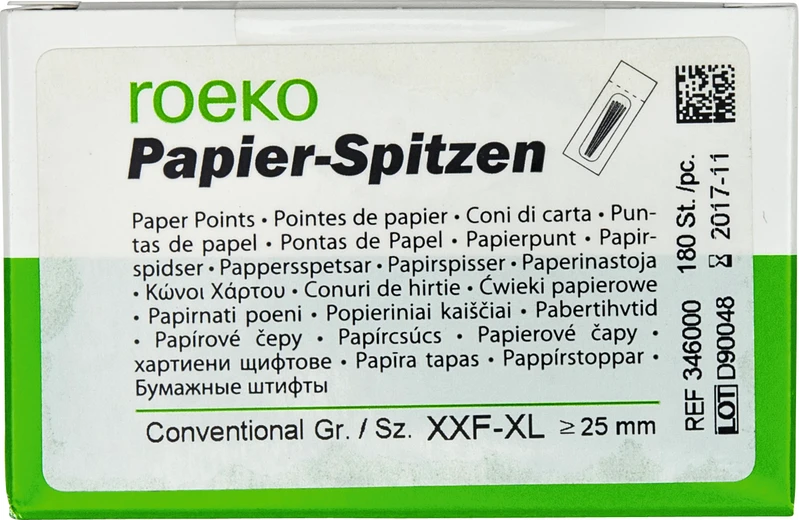 roeko
Papier-Spitzen
Paper Points · Pointes de papier · Coni di carta · Pun-
tas de papel · Pontas de Papel · Papierpunt · Papir-
spidser · Pappersspetsar · Papirspisser · Paperinastoja
· Κώνοι Χάρτου · Conuri de hirtie · Ćwieki papierowe
· Papirnati poeni · Popieriniai kaiščiai · Pabertihvtid
· Papírové čepy · Papírcsúcs · Papierové čapy ·
хартиени щифтове · Papīra tapas · Pappírstoppar ·
Бумажные штифты
Conventional Gr. / Sz. XXF-XL ≥ 25 mm
REF 346000 180 St. /pc.
LOT D90048 2017-11